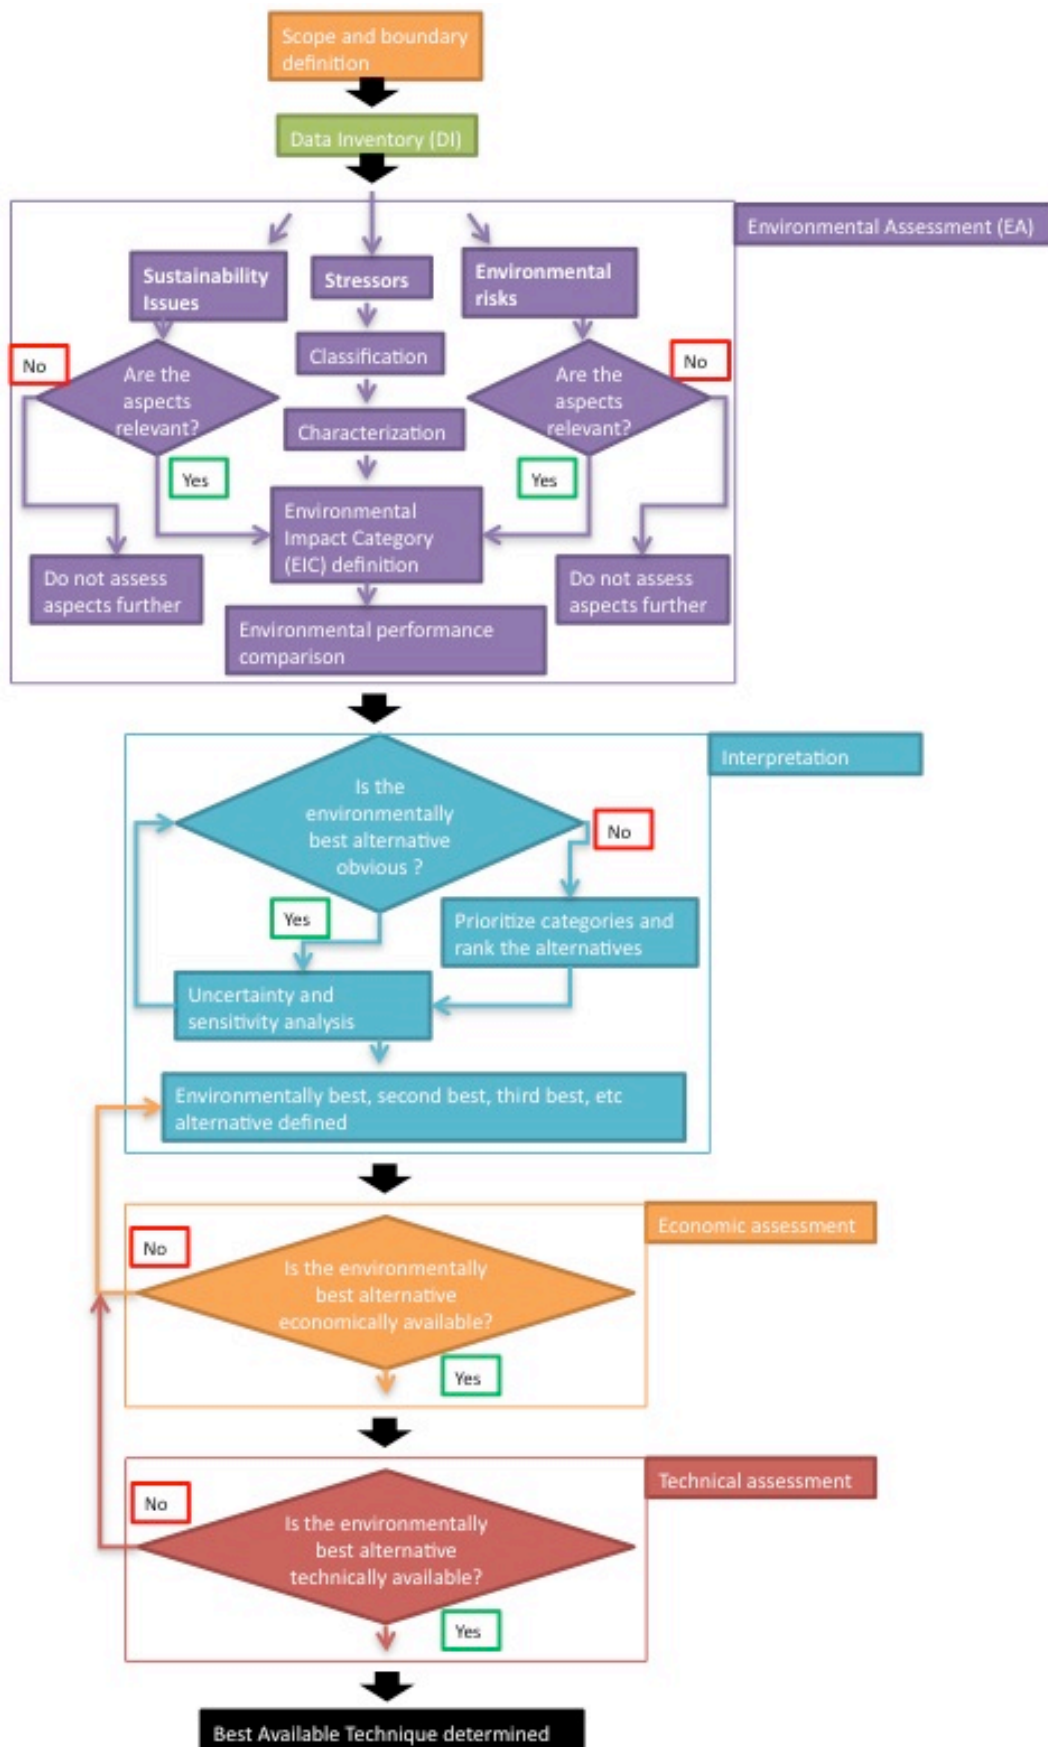 Scope and boundary
definition
Data Inventory (DI)
Environmental Assessment (EA)
Sustainability
Issues
Stressors
Environmental
risks
Classification
Characterization
No
Are the
aspects
relevant?
Yes
No
Are the
aspects
relevant?
Yes
Environmental
Impact Category
(EIC) definition
Do not assess
aspects further
Do not assess
aspects further
Environmental performance
comparison
Interpretation
Is the
environmentally
best alternative
obvious ?
No
Yes
Prioritize categories and
rank the alternatives
Uncertainty and
sensitivity analysis
Environmentally best, second best, third best, etc
alternative defined
Economic assessment
No
Is the environmentally
best alternative
economically available?
Yes
Technical assessment
No
Is the environmentally
best alternative
technically available?
Yes
Best Available Technique determined